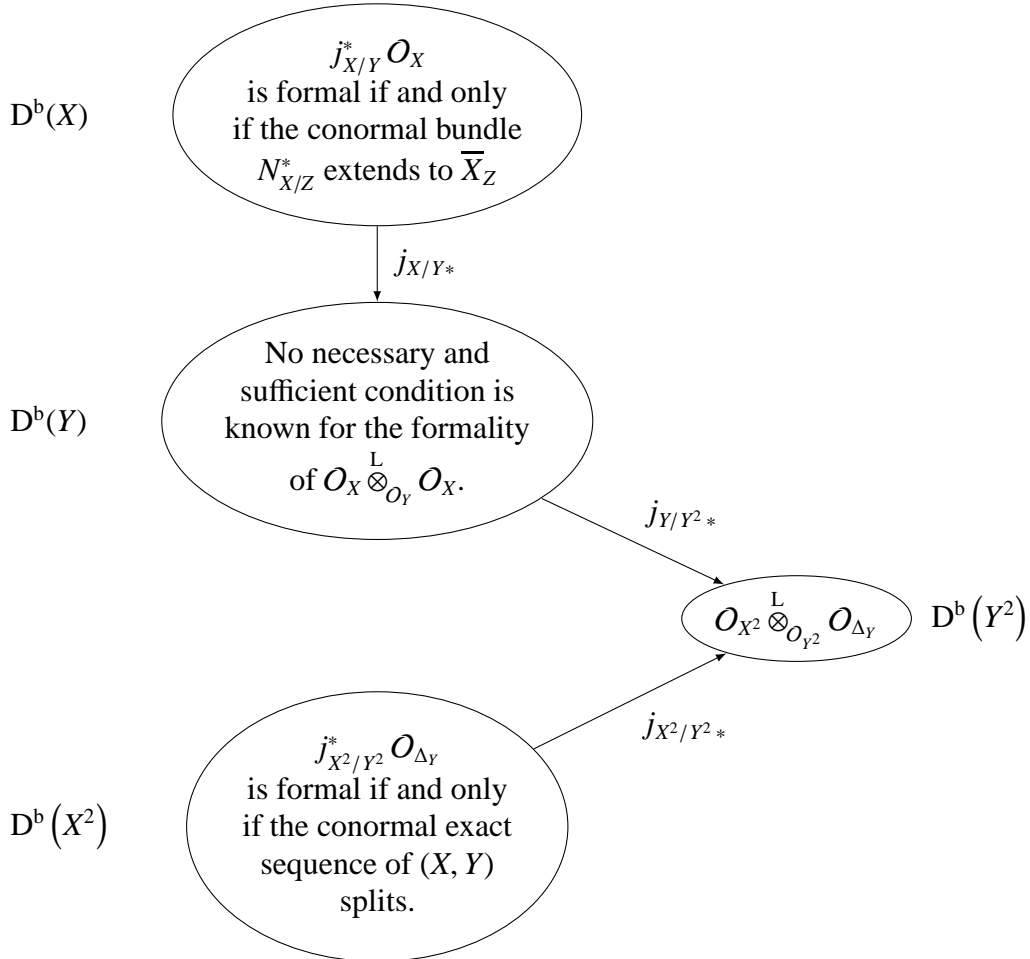 j*_{X/Y} 𝒪_X
is formal if and only
if the conormal bundle
N*_{X/Z} extends to X̅_Z
D^b(X)
j_{X/Y *}
No necessary and
sufficient condition is
known for the formality
of 𝒪_X ⊗^L_{𝒪_Y} 𝒪_X.
D^b(Y)
j_{Y/Y² *}
𝒪_{X²} ⊗^L_{𝒪_{Y²}} 𝒪_{Δ_Y}
D^b(Y²)
j_{X²/Y² *}
j*_{X²/Y²} 𝒪_{Δ_Y}
is formal if and only
if the conormal exact
sequence of (X, Y)
splits.
D^b(X²)